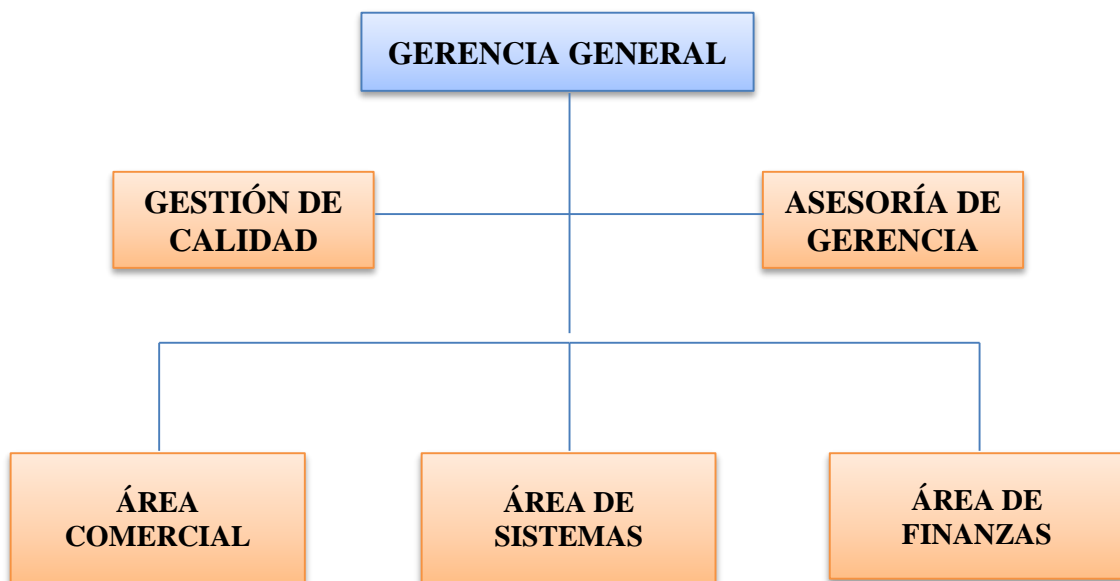 GERENCIA GENERAL
GESTIÓN DE
CALIDAD
ASESORÍA DE
GERENCIA
ÁREA
COMERCIAL
ÁREA DE
SISTEMAS
ÁREA DE
FINANZAS